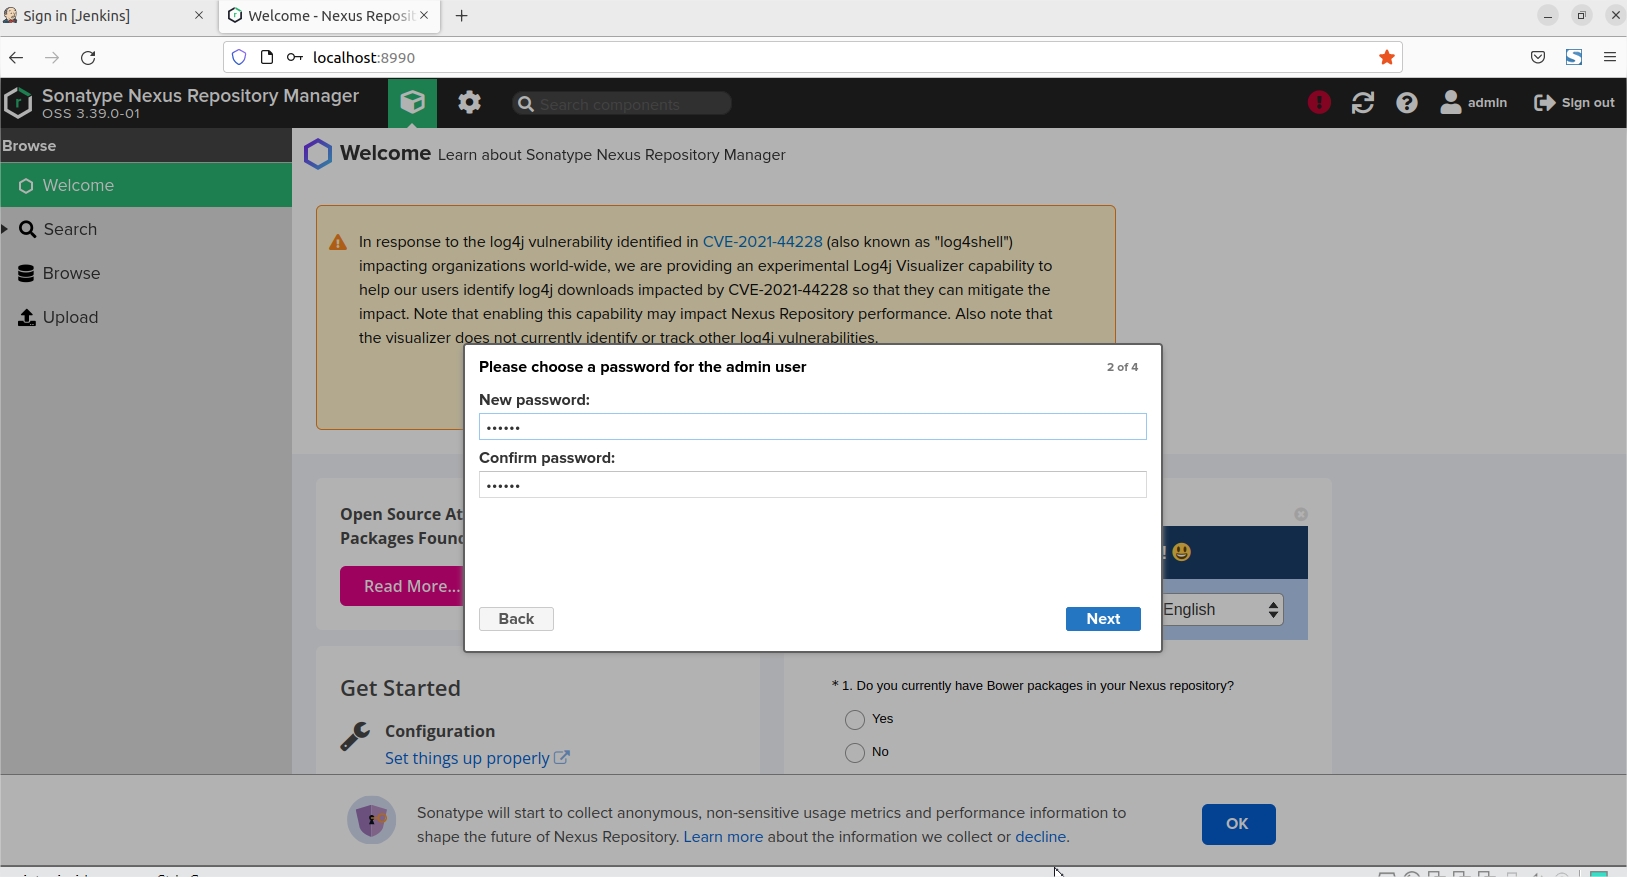 Sign in [Jenkins]
Welcome - Nexus Reposit
localhost:8990
Sonatype Nexus Repository Manager
OSS 3.39.0-01
Search components
admin
Sign out
Browse
Welcome
Search
Browse
Upload
Welcome Learn about Sonatype Nexus Repository Manager
In response to the log4j vulnerability identified in CVE-2021-44228 (also known as "log4shell")
impacting organizations world-wide, we are providing an experimental Log4j Visualizer capability to
help our users identify log4j downloads impacted by CVE-2021-44228 so that they can mitigate the
impact. Note that enabling this capability may impact Nexus Repository performance. Also note that
the visualizer does not currently identify or track other log4j vulnerabilities.
Please choose a password for the admin user
2 of 4
New password:
••••••
Confirm password:
••••••
Back
Next
Open Source At
Packages Foun
Read More...
! 😃
English
Get Started
Configuration
Set things up properly
* 1. Do you currently have Bower packages in your Nexus repository?
Yes
No
Sonatype will start to collect anonymous, non-sensitive usage metrics and performance information to
shape the future of Nexus Repository. Learn more about the information we collect or decline.
OK